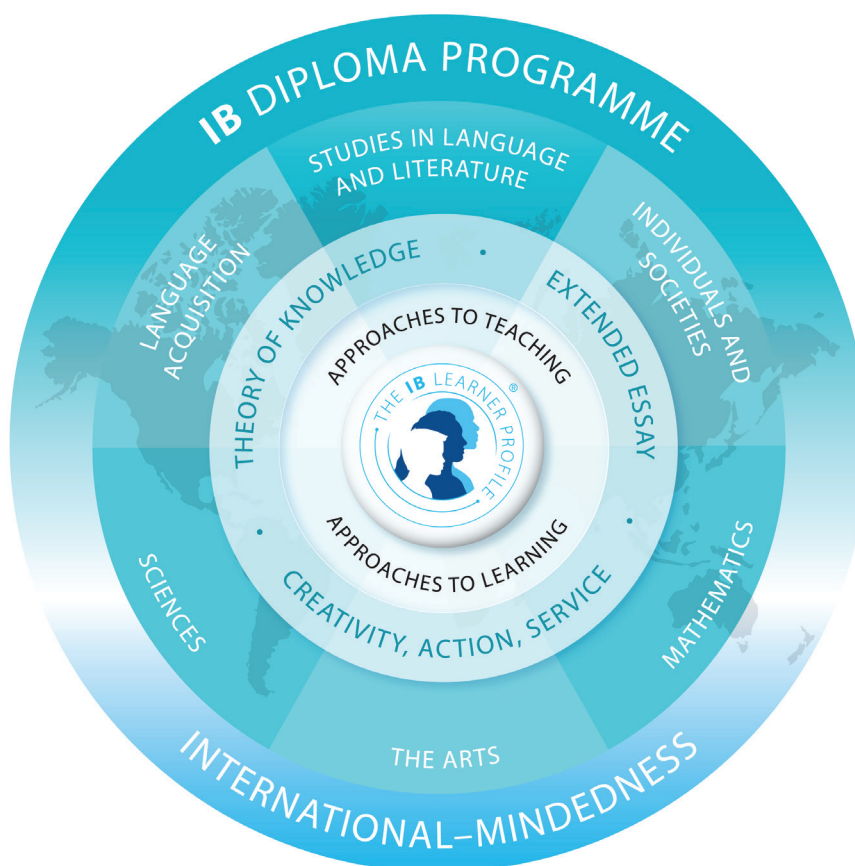 IB DIPLOMA PROGRAMME
STUDIES IN LANGUAGE
AND LITERATURE
LANGUAGE
ACQUISITION
INDIVIDUALS AND
SOCIETIES
THEORY OF KNOWLEDGE
·
EXTENDED ESSAY
APPROACHES TO TEACHING
THE IB LEARNER PROFILE
®
APPROACHES TO LEARNING
·
CREATIVITY, ACTION, SERVICE
·
SCIENCES
MATHEMATICS
THE ARTS
INTERNATIONAL–MINDEDNESS